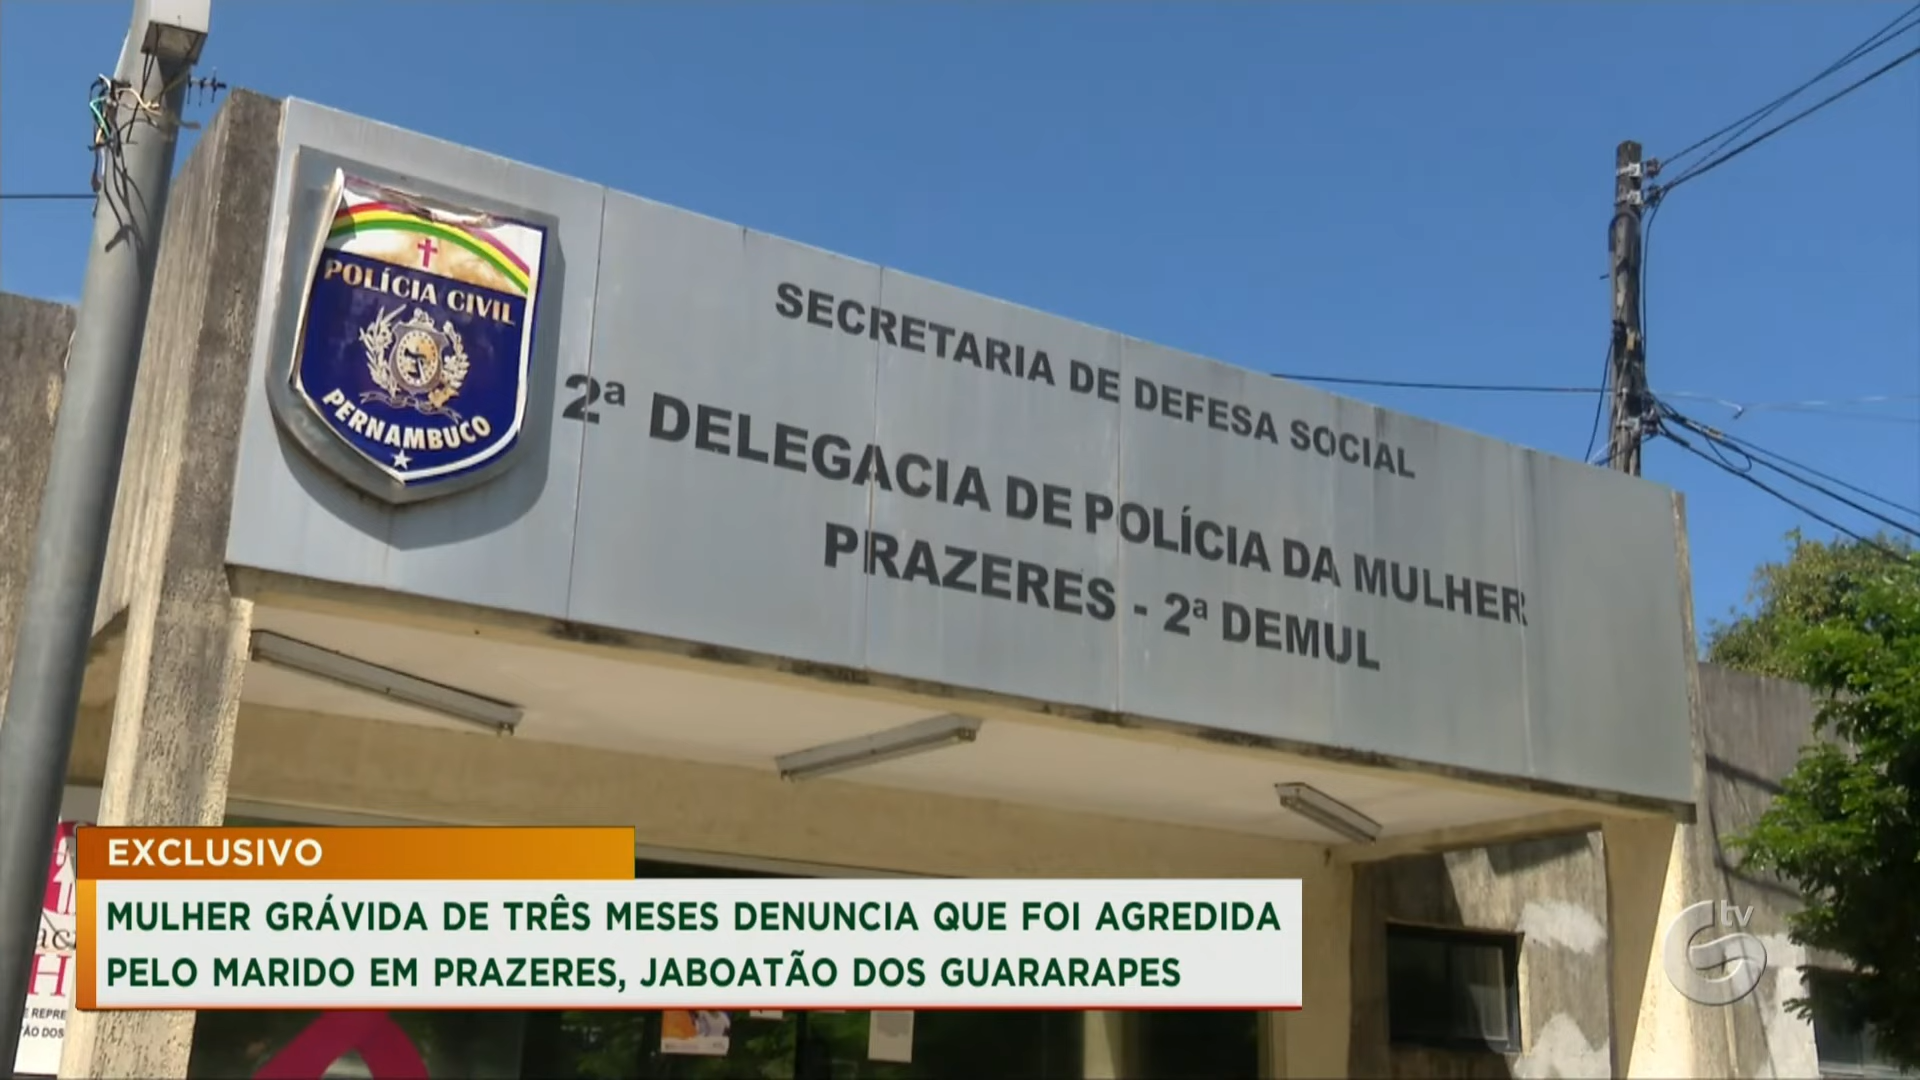 POLÍCIA CIVIL
PERNAMBUCO
SECRETARIA DE DEFESA SOCIAL
2ª DELEGACIA DE POLÍCIA DA MULHER
PRAZERES - 2ª DEMUL
EXCLUSIVO
MULHER GRÁVIDA DE TRÊS MESES DENUNCIA QUE FOI AGREDIDA
PELO MARIDO EM PRAZERES, JABOATÃO DOS GUARARAPES
tv